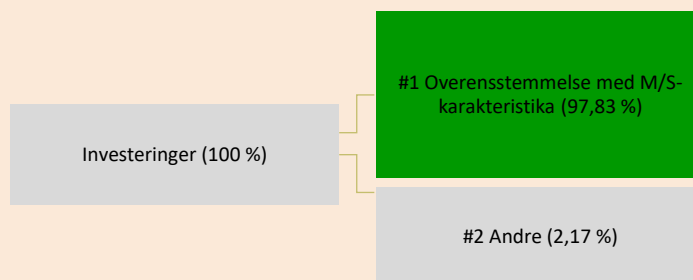 Investeringer (100 %)
#1 Overensstemmelse med M/S-
karakteristika (97,83 %)
#2 Andre (2,17 %)